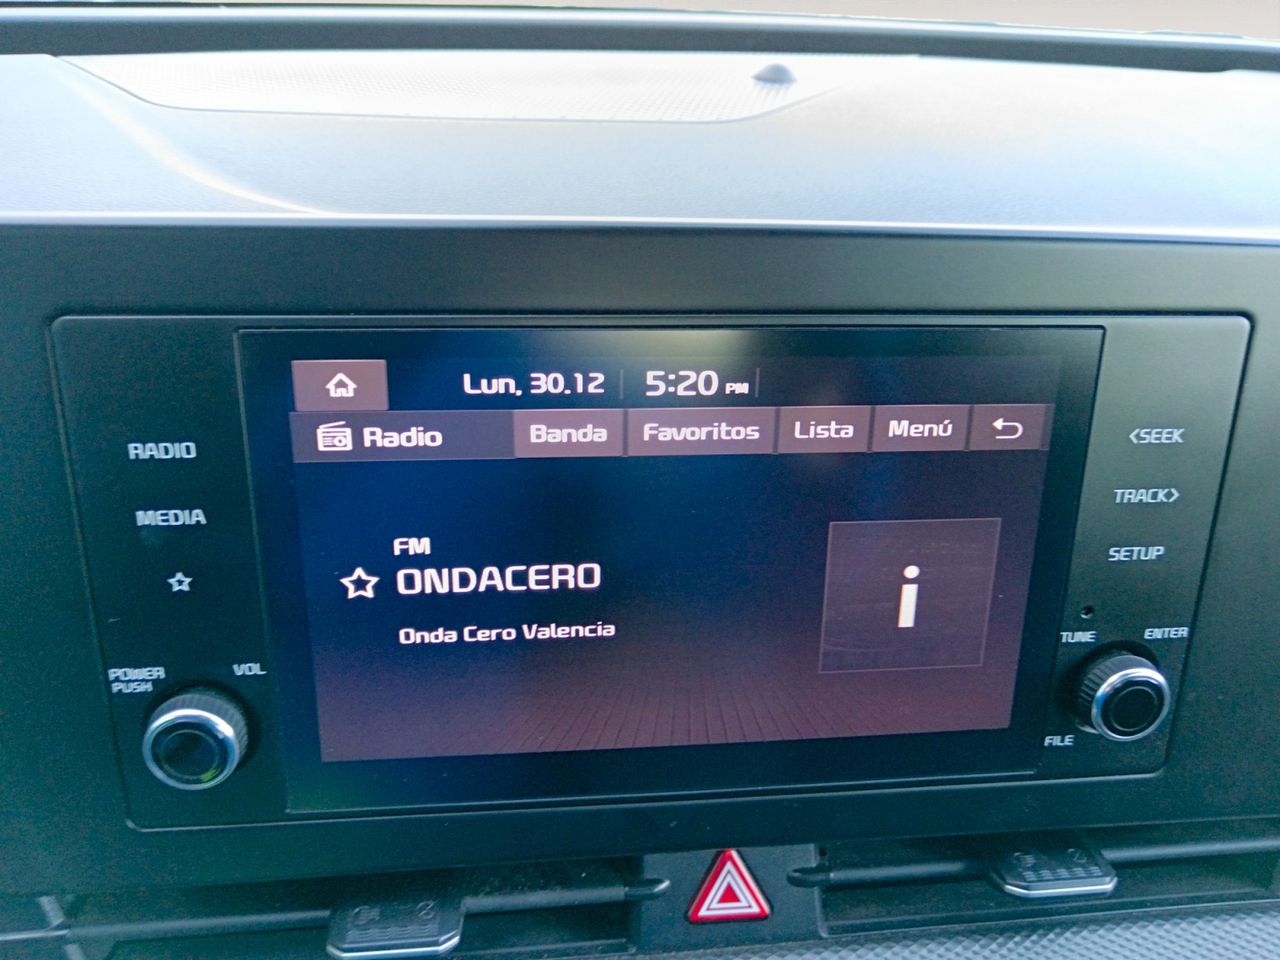 Lun, 30.12 5:20 PM
Radio Banda Favoritos Lista Menú
FM
ONDACERO
Onda Cero Valencia
i
RADIO
MEDIA
POWER
PUSH
VOL
<SEEK
TRACK>
SETUP
TUNE
ENTER
FILE